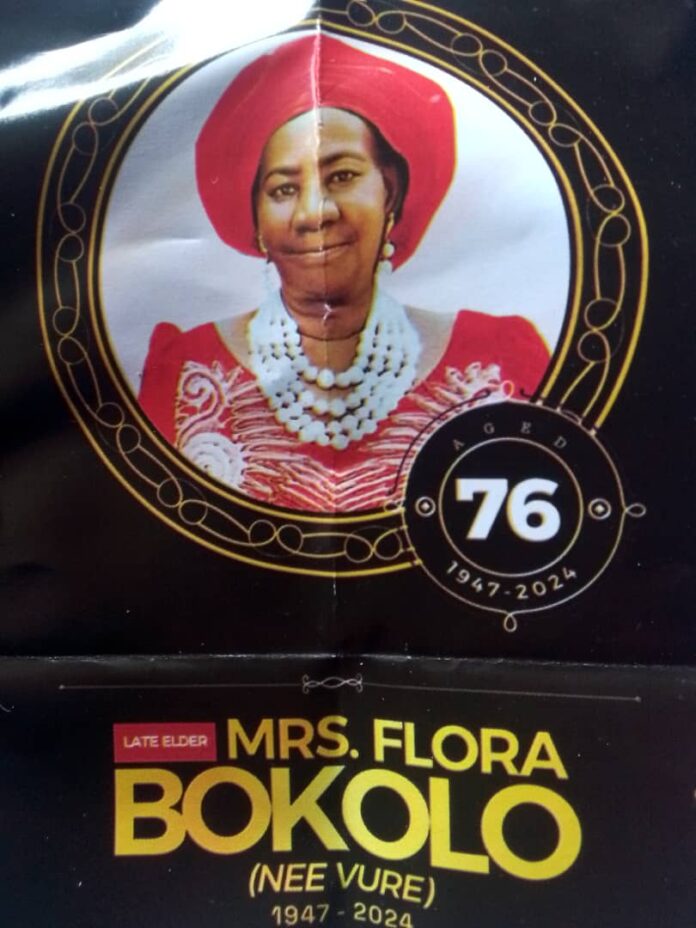 AGED
76
1947-2024
LATE ELDER MRS. FLORA
BOKOLO
(NEE VURE)
1947 - 2024